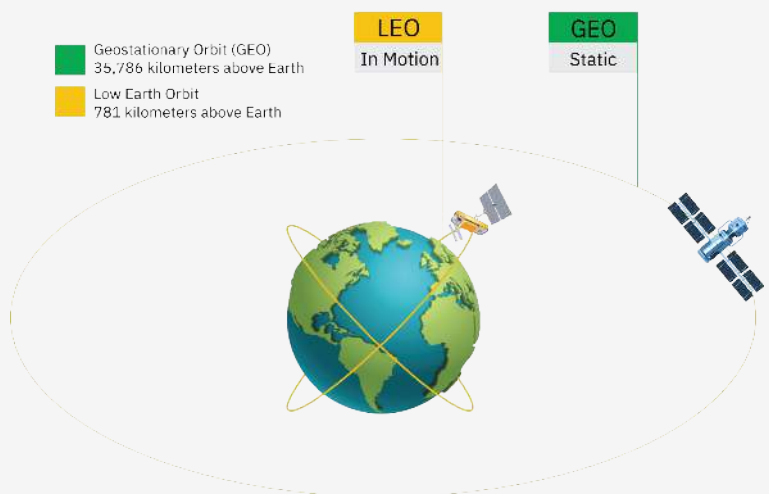 LEO
In Motion
GEO
Static
Geostationary Orbit (GEO)
35,786 kilometers above Earth
Low Earth Orbit
781 kilometers above Earth